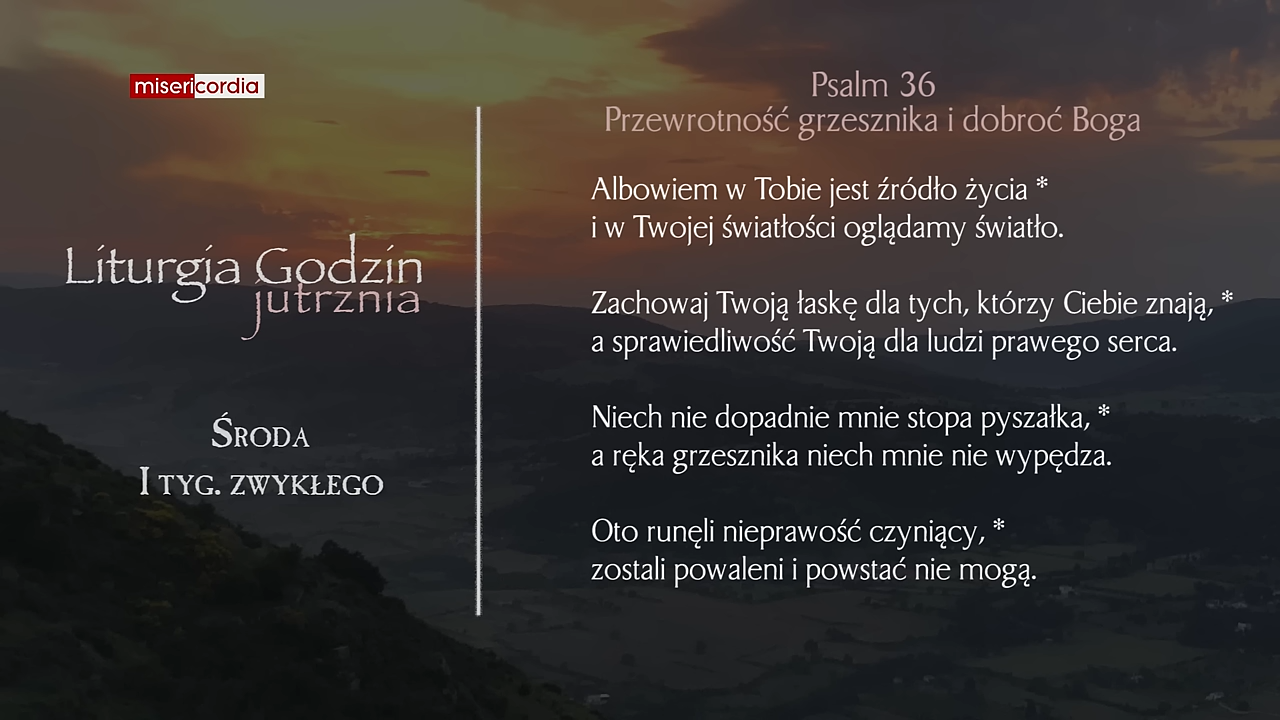 misericordia
Liturgia Godzin
jutrznia
Środa
I tyg. zwykłego
Psalm 36
Przewrotność grzesznika i dobroć Boga
Albowiem w Tobie jest źródło życia *
i w Twojej światłości oglądamy światło.
Zachowaj Twoją łaskę dla tych, którzy Ciebie znają, *
a sprawiedliwość Twoją dla ludzi prawego serca.
Niech nie dopadnie mnie stopa pyszałka, *
a ręka grzesznika niech mnie nie wypędza.
Oto runęli nieprawość czyniący, *
zostali powaleni i powstać nie mogą.